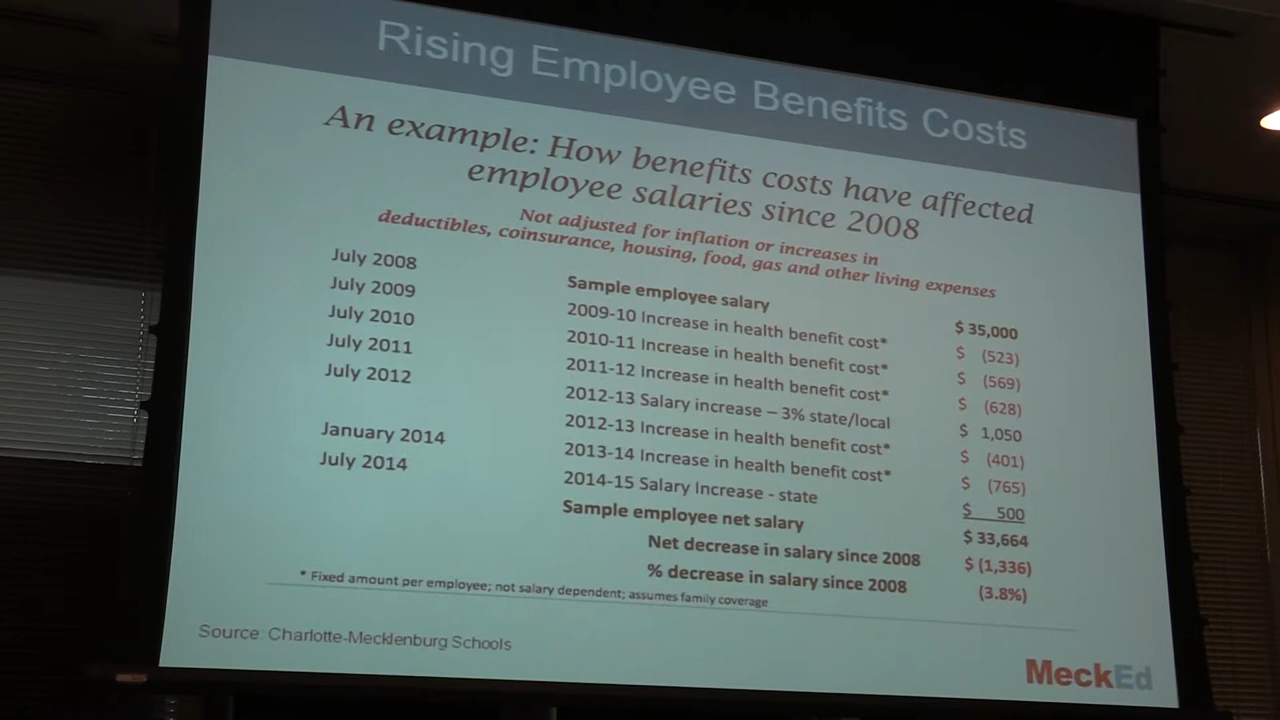 Rising Employee Benefits Costs
An example: How benefits costs have affected
employee salaries since 2008
Not adjusted for inflation or increases in
deductibles, coinsurance, housing, food, gas and other living expenses
July 2008 Sample employee salary $ 35,000
July 2009 2009-10 Increase in health benefit cost* $ (523)
July 2010 2010-11 Increase in health benefit cost* $ (569)
July 2011 2011-12 Increase in health benefit cost* $ (628)
July 2012 2012-13 Salary increase – 3% state/local $ 1,050
2012-13 Increase in health benefit cost* $ (401)
January 2014 2013-14 Increase in health benefit cost* $ (765)
July 2014 2014-15 Salary Increase - state $ 500
Sample employee net salary $ 33,664
Net decrease in salary since 2008 $ (1,336)
% decrease in salary since 2008 (3.8%)
* Fixed amount per employee; not salary dependent; assumes family coverage
Source: Charlotte-Mecklenburg Schools
MeckEd